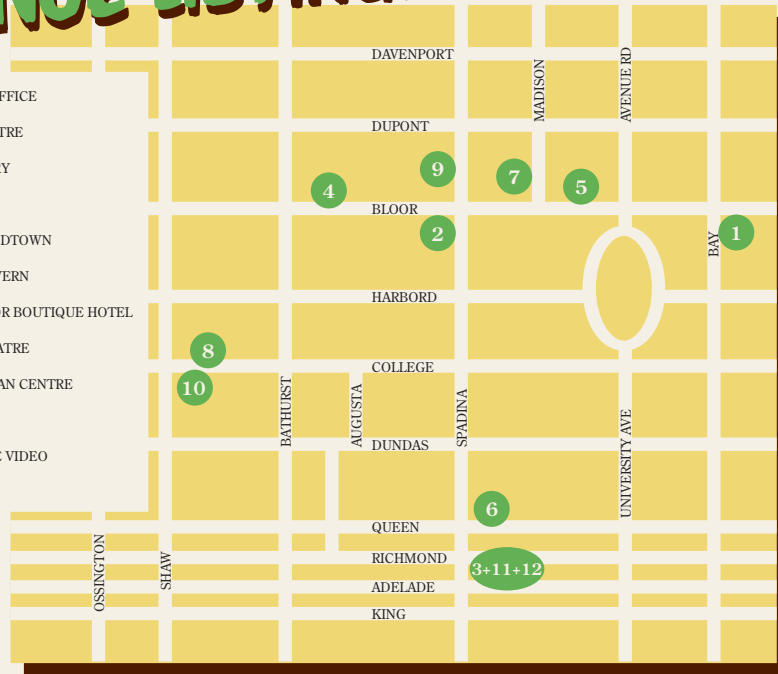 DAVENPORT
MADISON
AVENUE RD
FFICE
TRE
DUPONT
RY
9
7
5
4
BLOOR
2
1
BAY
DTOWN
VERN
HARBORD
R BOUTIQUE HOTEL
ATRE
8
COLLEGE
AN CENTRE
10
BATHURST
AUGUSTA
SPADINA
DUNDAS
UNIVERSITY AVE
E VIDEO
6
QUEEN
OSSINGTON
SHAW
RICHMOND
3+11+12
ADELADE
KING